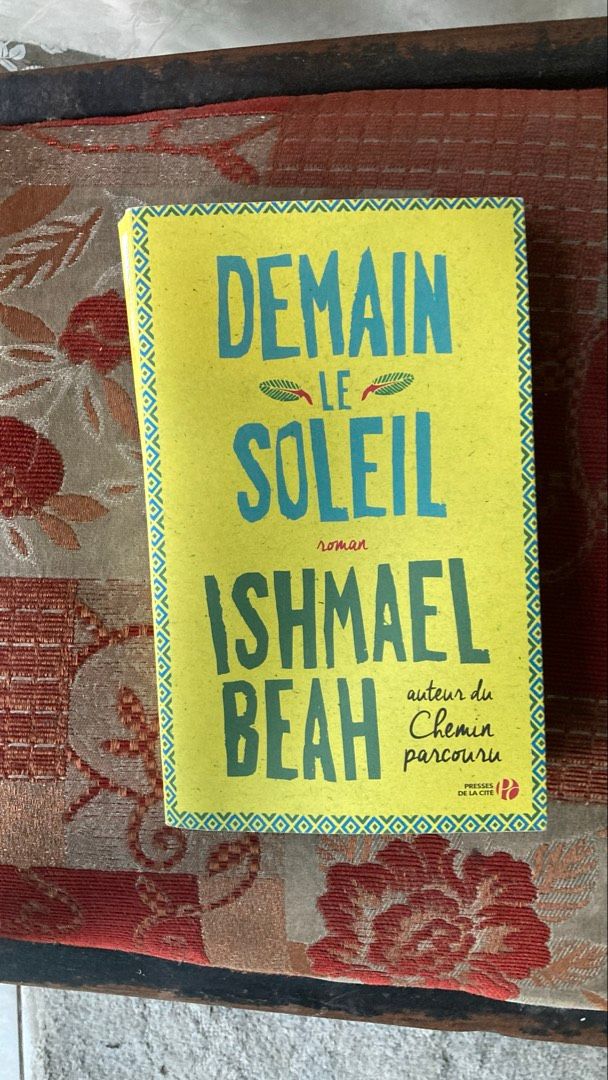 DEMAIN
LE
SOLEIL
roman
ISHMAEL
BEAH
auteur du
Chemin
parcouru
PRESSES
DE LA CITÉ